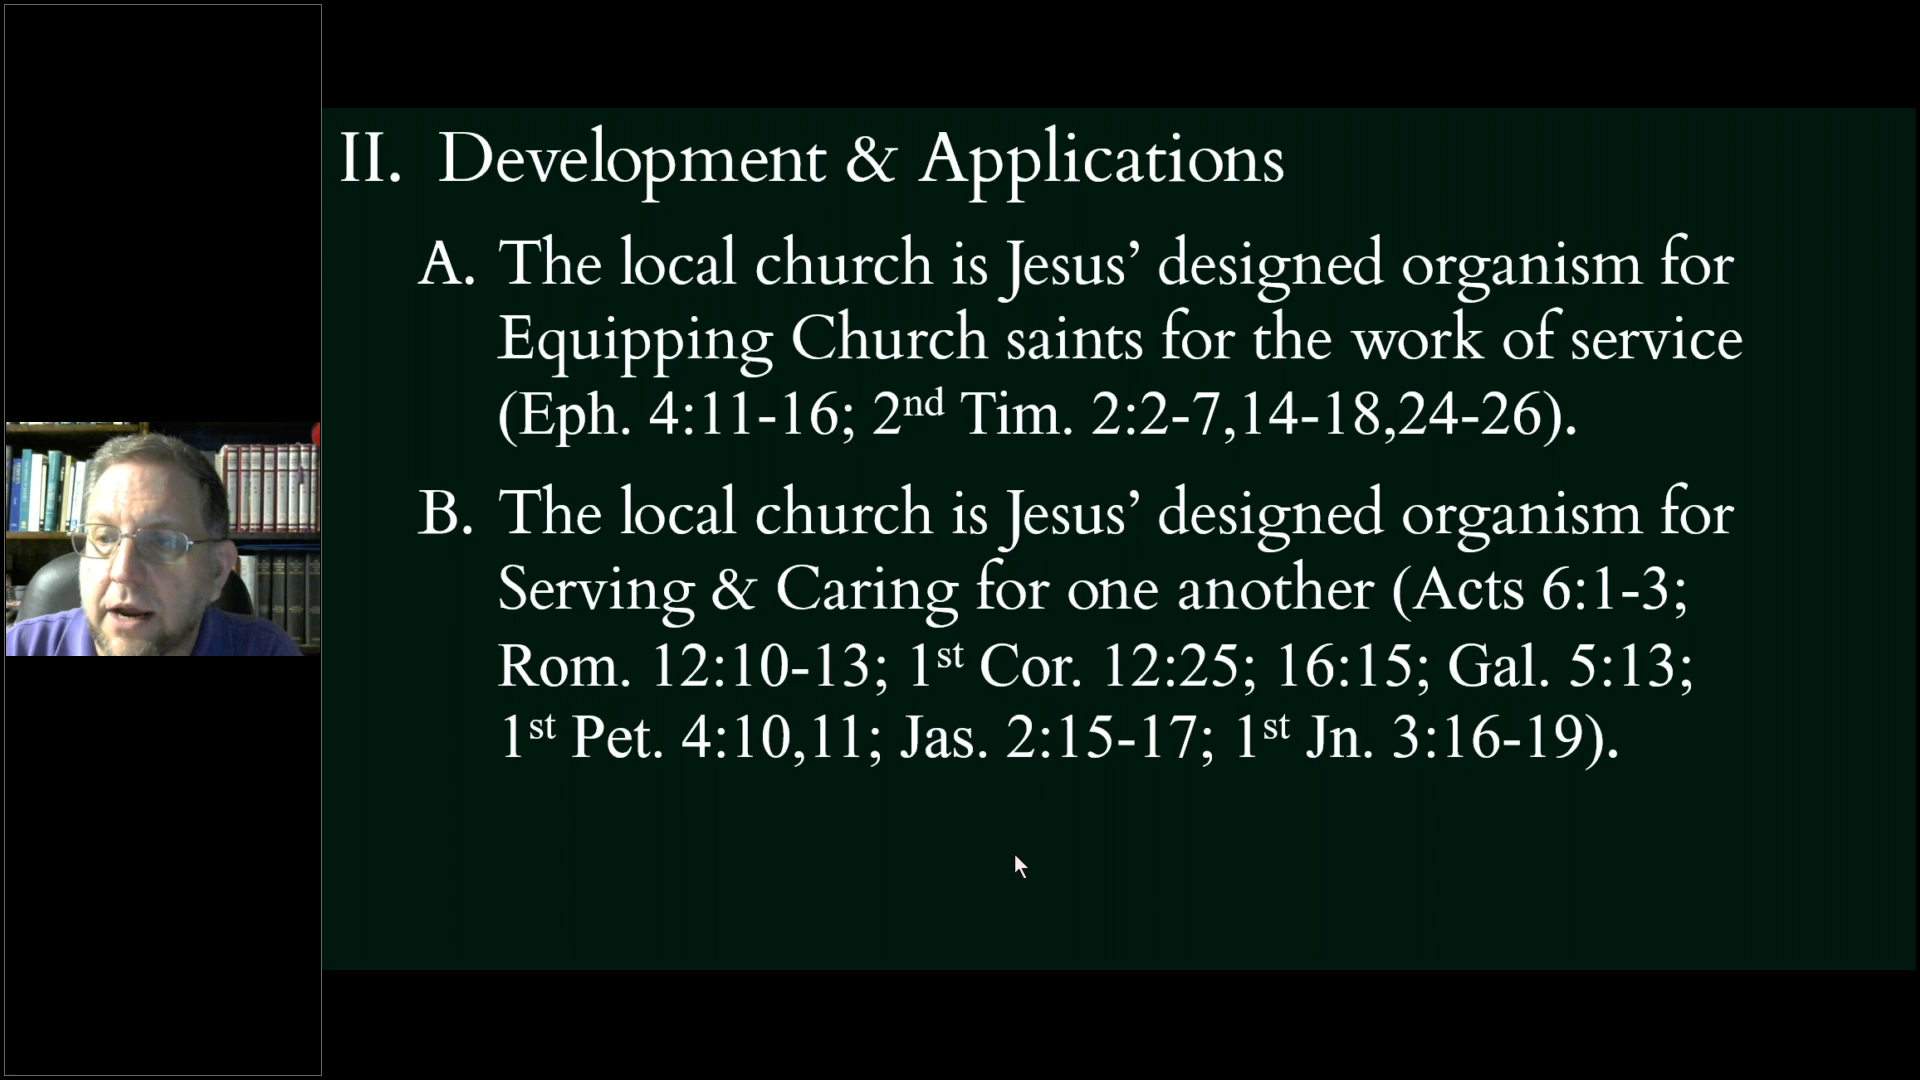 II. Development & Applications
A. The local church is Jesus’ designed organism for
Equipping Church saints for the work of service
(Eph. 4:11-16; 2nd Tim. 2:2-7,14-18,24-26).
B. The local church is Jesus’ designed organism for
Serving & Caring for one another (Acts 6:1-3;
Rom. 12:10-13; 1st Cor. 12:25; 16:15; Gal. 5:13;
1st Pet. 4:10,11; Jas. 2:15-17; 1st Jn. 3:16-19).